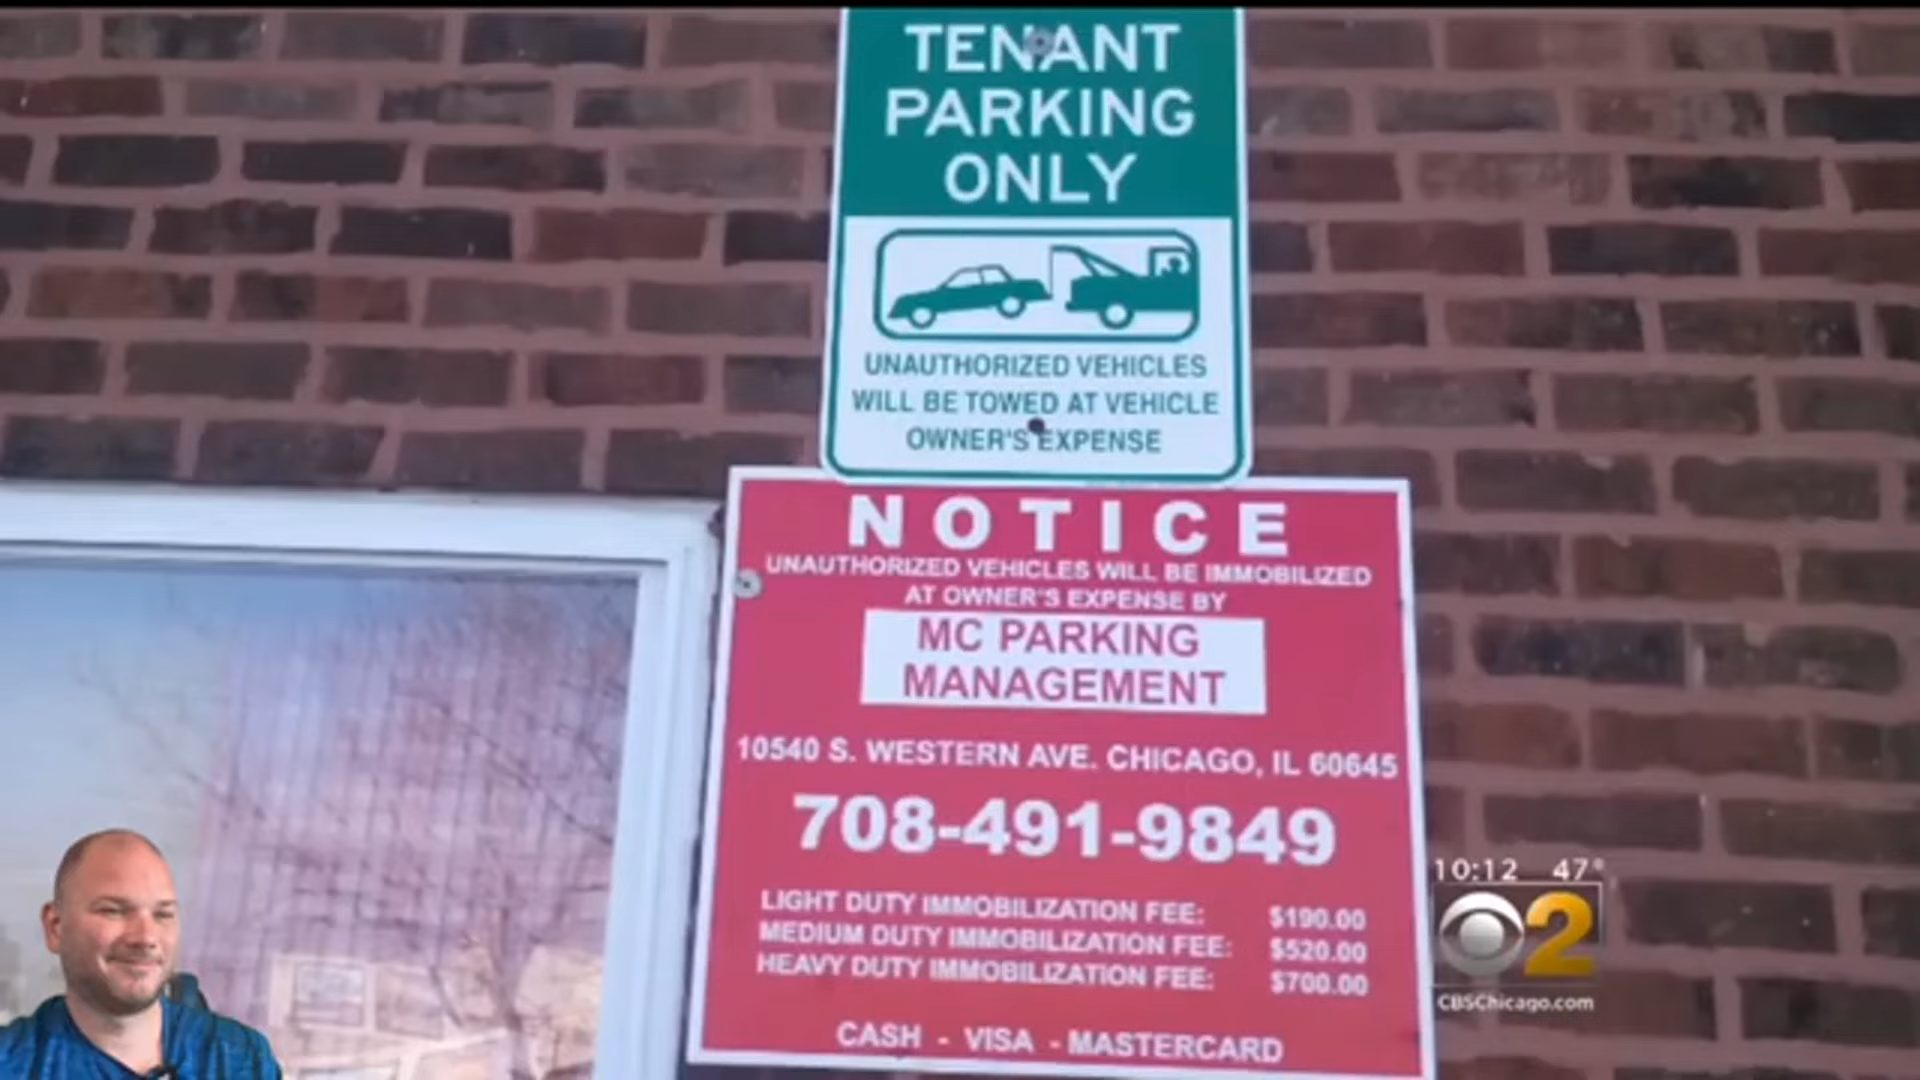 TENANT
PARKING
ONLY
UNAUTHORIZED VEHICLES
WILL BE TOWED AT VEHICLE
OWNER'S EXPENSE
NOTICE
UNAUTHORIZED VEHICLES WILL BE IMMOBILIZED
AT OWNER'S EXPENSE BY
MC PARKING
MANAGEMENT
10540 S. WESTERN AVE. CHICAGO, IL 60645
708-491-9849
LIGHT DUTY IMMOBILIZATION FEE: $190.00
MEDIUM DUTY IMMOBILIZATION FEE: $520.00
HEAVY DUTY IMMOBILIZATION FEE: $700.00
CASH - VISA - MASTERCARD
10:12 47°
2
CBSChicago.com